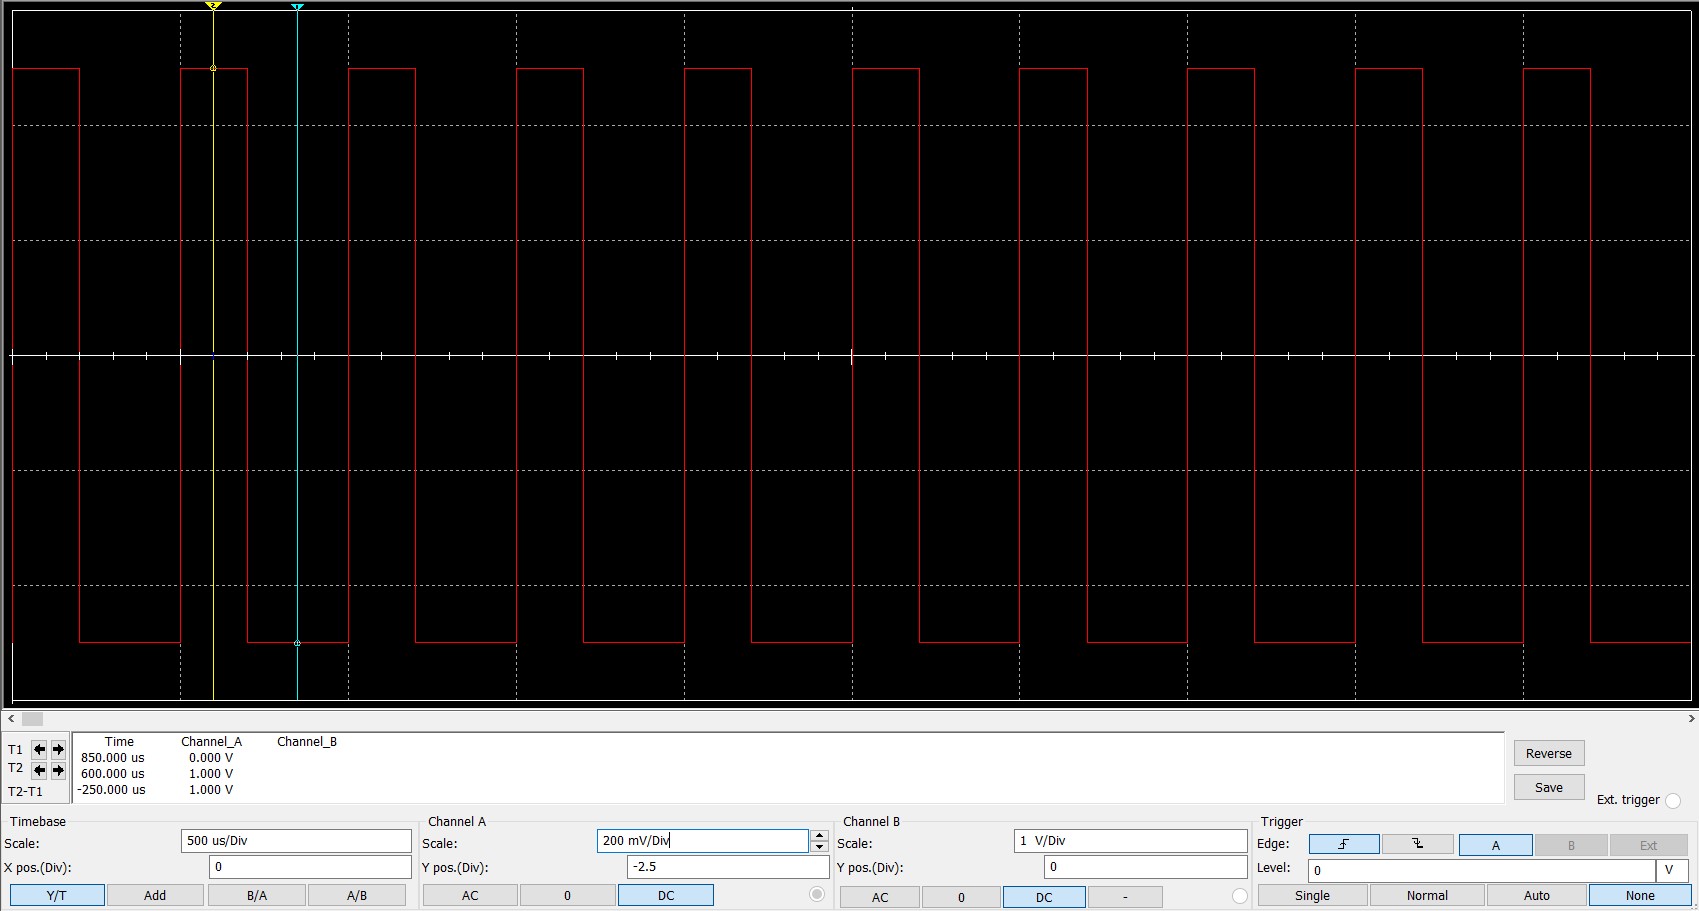 2 1
T1 Time Channel_A Channel_B
850.000 us 0.000 V
T2 600.000 us 1.000 V
T2-T1 -250.000 us 1.000 V
Reverse
Save
Ext. trigger
Timebase
Scale: 500 us/Div
X pos.(Div): 0
Y/T Add B/A A/B
Channel A
Scale: 200 mV/Div
Y pos.(Div): -2.5
AC 0 DC
Channel B
Scale: 1 V/Div
Y pos.(Div): 0
AC 0 DC -
Trigger
Edge: A B Ext
Level: 0 V
Single Normal Auto None